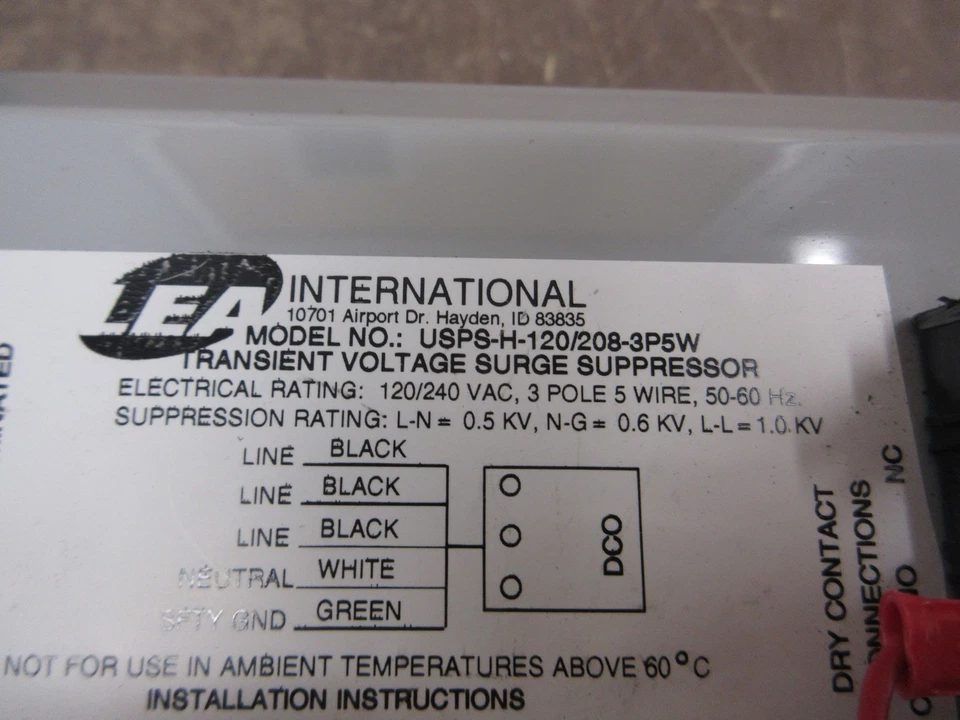 LEA INTERNATIONAL
10701 Airport Dr. Hayden, ID 83835
MODEL NO.: USPS-H-120/208-3P5W
TRANSIENT VOLTAGE SURGE SUPPRESSOR
ELECTRICAL RATING: 120/240 VAC, 3 POLE 5 WIRE, 50-60 Hz.
SUPPRESSION RATING: L-N = 0.5 KV, N-G = 0.6 KV, L-L = 1.0 KV
LINE BLACK
LINE BLACK
LINE BLACK
NEUTRAL WHITE
SFTY GND GREEN
DCO
DRY CONTACT
NC
NOT FOR USE IN AMBIENT TEMPERATURES ABOVE 60°C
INSTALLATION INSTRUCTIONS